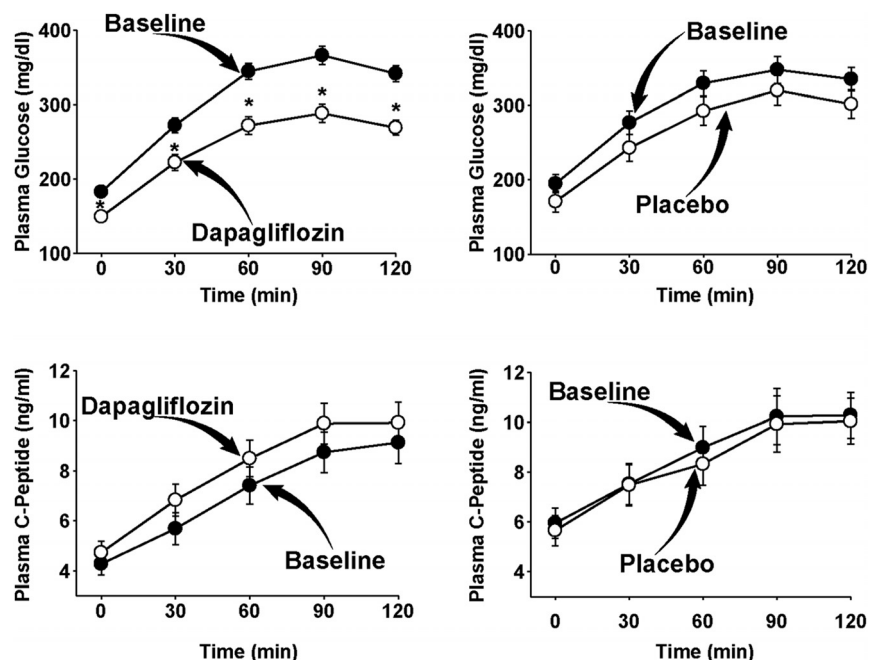 Baseline
400
300
200
100
Plasma Glucose (mg/dl)
*
*
*
*
*
Dapagliflozin
0 30 60 90 120
Time (min)
Baseline
400
300
200
100
Plasma Glucose (mg/dl)
Placebo
0 30 60 90 120
Time (min)
12
10
8
6
4
Plasma C-Peptide (ng/ml)
Dapagliflozin
Baseline
0 30 60 90 120
Time (min)
12
10
8
6
4
Plasma C-Peptide (ng/ml)
Baseline
Placebo
0 30 60 90 120
Time (min)